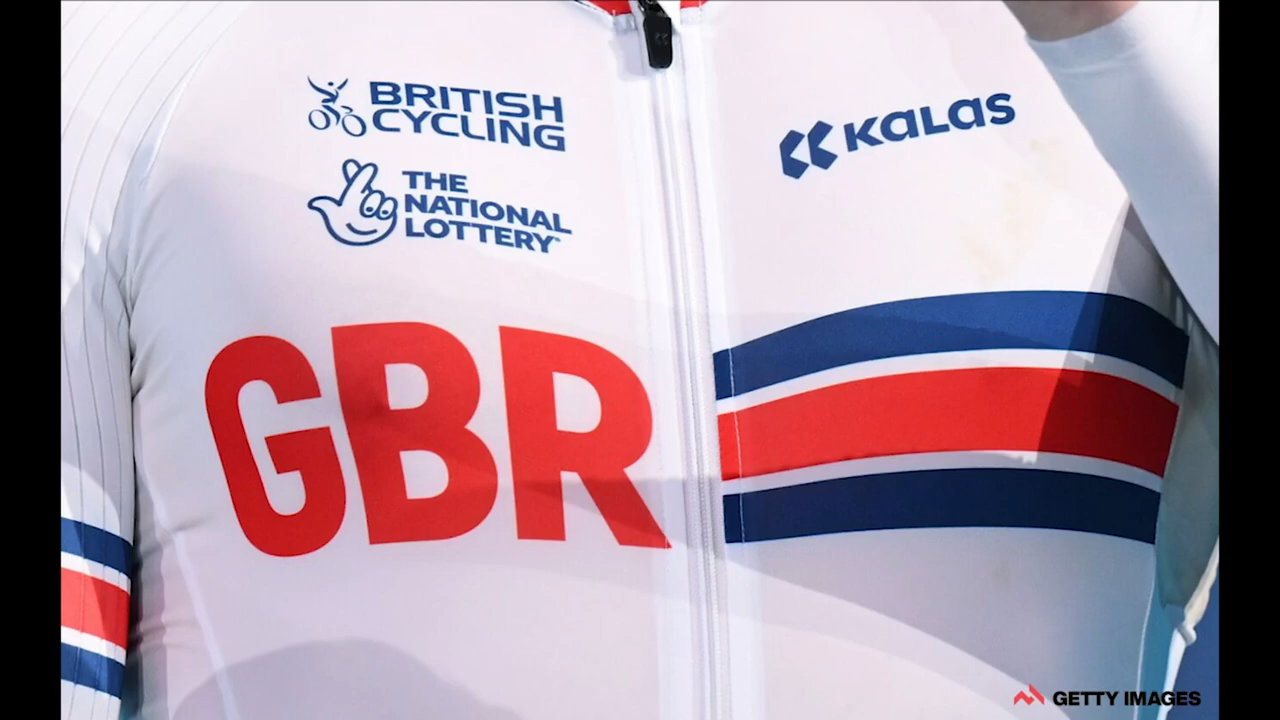 BRITISH
CYCLING
THE
NATIONAL
LOTTERY
KALAS
GBR
GETTY IMAGES